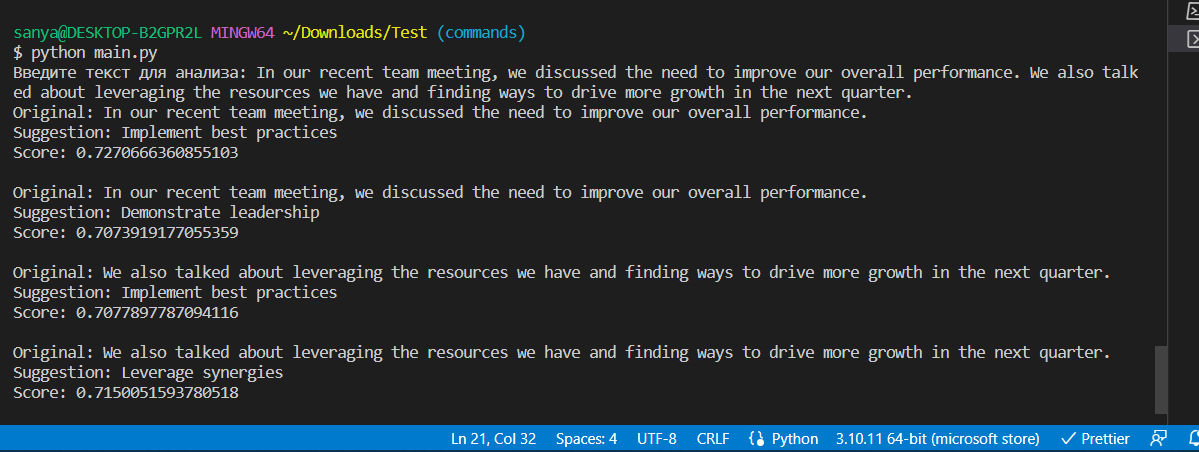 sanya@DESKTOP-B2GPR2L MINGW64 ~/Downloads/Test (commands)
$ python main.py
Введите текст для анализа: In our recent team meeting, we discussed the need to improve our overall performance. We also talk
ed about leveraging the resources we have and finding ways to drive more growth in the next quarter.
Original: In our recent team meeting, we discussed the need to improve our overall performance.
Suggestion: Implement best practices
Score: 0.7270666360855103
Original: In our recent team meeting, we discussed the need to improve our overall performance.
Suggestion: Demonstrate leadership
Score: 0.7073919177055359
Original: We also talked about leveraging the resources we have and finding ways to drive more growth in the next quarter.
Suggestion: Implement best practices
Score: 0.7077897787094116
Original: We also talked about leveraging the resources we have and finding ways to drive more growth in the next quarter.
Suggestion: Leverage synergies
Score: 0.7150051593780518
Ln 21, Col 32 Spaces: 4 UTF-8 CRLF Python 3.10.11 64-bit (microsoft store) Prettier